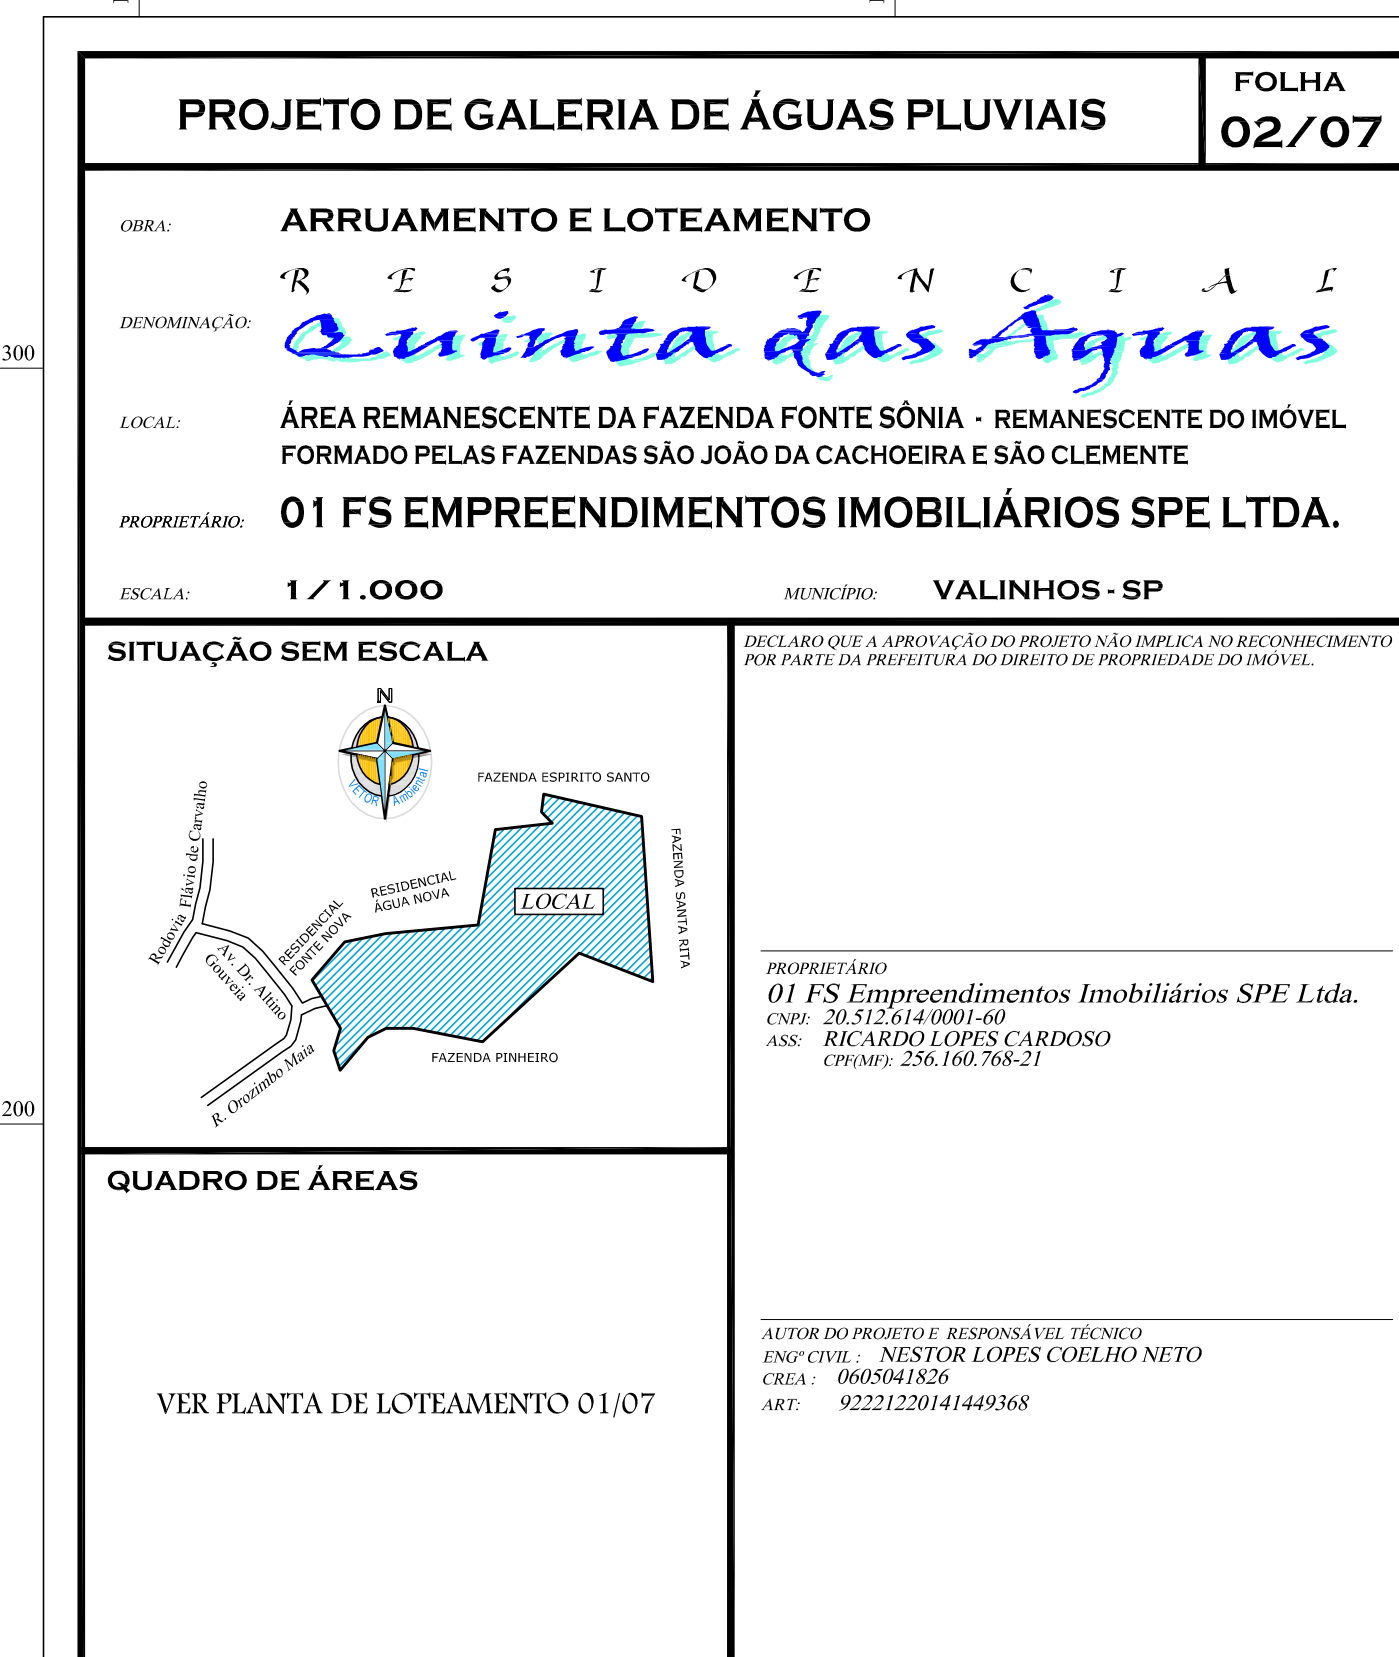 PROJETO DE GALERIA DE ÁGUAS PLUVIAIS
FOLHA
02/07
OBRA: ARRUAMENTO E LOTEAMENTO
RESIDENCIAL
DENOMINAÇÃO: Quinta das Águas
300
LOCAL: ÁREA REMANESCENTE DA FAZENDA FONTE SÔNIA - REMANESCENTE DO IMÓVEL
FORMADO PELAS FAZENDAS SÃO JOÃO DA CACHOEIRA E SÃO CLEMENTE
PROPRIETÁRIO: 01 FS EMPREENDIMENTOS IMOBILIÁRIOS SPE LTDA.
ESCALA: 1/1.000 MUNICÍPIO: VALINHOS - SP
SITUAÇÃO SEM ESCALA
N
VETOR Ambiental
FAZENDA ESPIRITO SANTO
Rodovia Flávio de Carvalho
FAZENDA SANTA RITA
RESIDENCIAL
ÁGUA NOVA
LOCAL
RESIDENCIAL
FONTE NOVA
Av. Dr. Altino
Gouveia
FAZENDA PINHEIRO
R. Orozimbo Maia
200
QUADRO DE ÁREAS
VER PLANTA DE LOTEAMENTO 01/07
DECLARO QUE A APROVAÇÃO DO PROJETO NÃO IMPLICA NO RECONHECIMENTO
POR PARTE DA PREFEITURA DO DIREITO DE PROPRIEDADE DO IMÓVEL.
PROPRIETÁRIO
01 FS Empreendimentos Imobiliários SPE Ltda.
CNPJ: 20.512.614/0001-60
ASS: RICARDO LOPES CARDOSO
CPF(MF): 256.160.768-21
AUTOR DO PROJETO E RESPONSÁVEL TÉCNICO
ENGº CIVIL : NESTOR LOPES COELHO NETO
CREA : 0605041826
ART: 92221220141449368